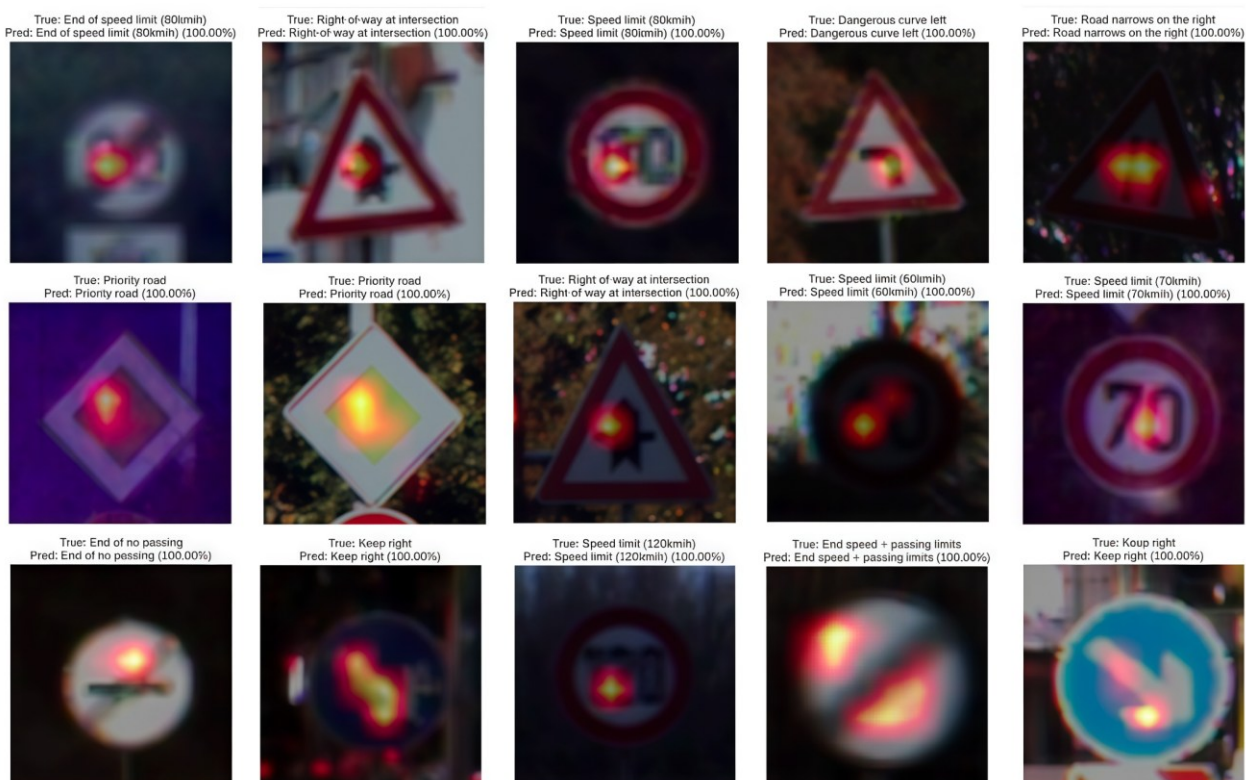 True: End of speed limit (80kmih)
Pred: End of speed limit (80kmih) (100.00%)
True: Right-of-way at intersection
Pred: Right-of-way at intersection (100.00%)
True: Speed limit (80kmih)
Pred: Speed limit (80kmih) (100.00%)
True: Dangerous curve left
Pred: Dangerous curve left (100.00%)
True: Road narrows on the right
Pred: Road narrows on the right (100.00%)
True: Priority road
Pred: Priority road (100.00%)
True: Priority road
Pred: Priority road (100.00%)
True: Right of-way at intersection
Pred: Right-of-way at intersection (100.00%)
True: Speed limit (60kmih)
Pred: Speed limit (60kmih) (100.00%)
True: Speed limit (70kmih)
Pred: Speed limit (70kmih) (100.00%)
70
True: End of no passing
Pred: End of no passing (100.00%)
True: Keep right
Pred: Keep right (100.00%)
True: Speed limit (120kmih)
Pred: Speed limit (120kmih) (100.00%)
True: End speed + passing limits
Pred: End speed + passing limits (100.00%)
True: Koup right
Pred: Keep right (100.00%)